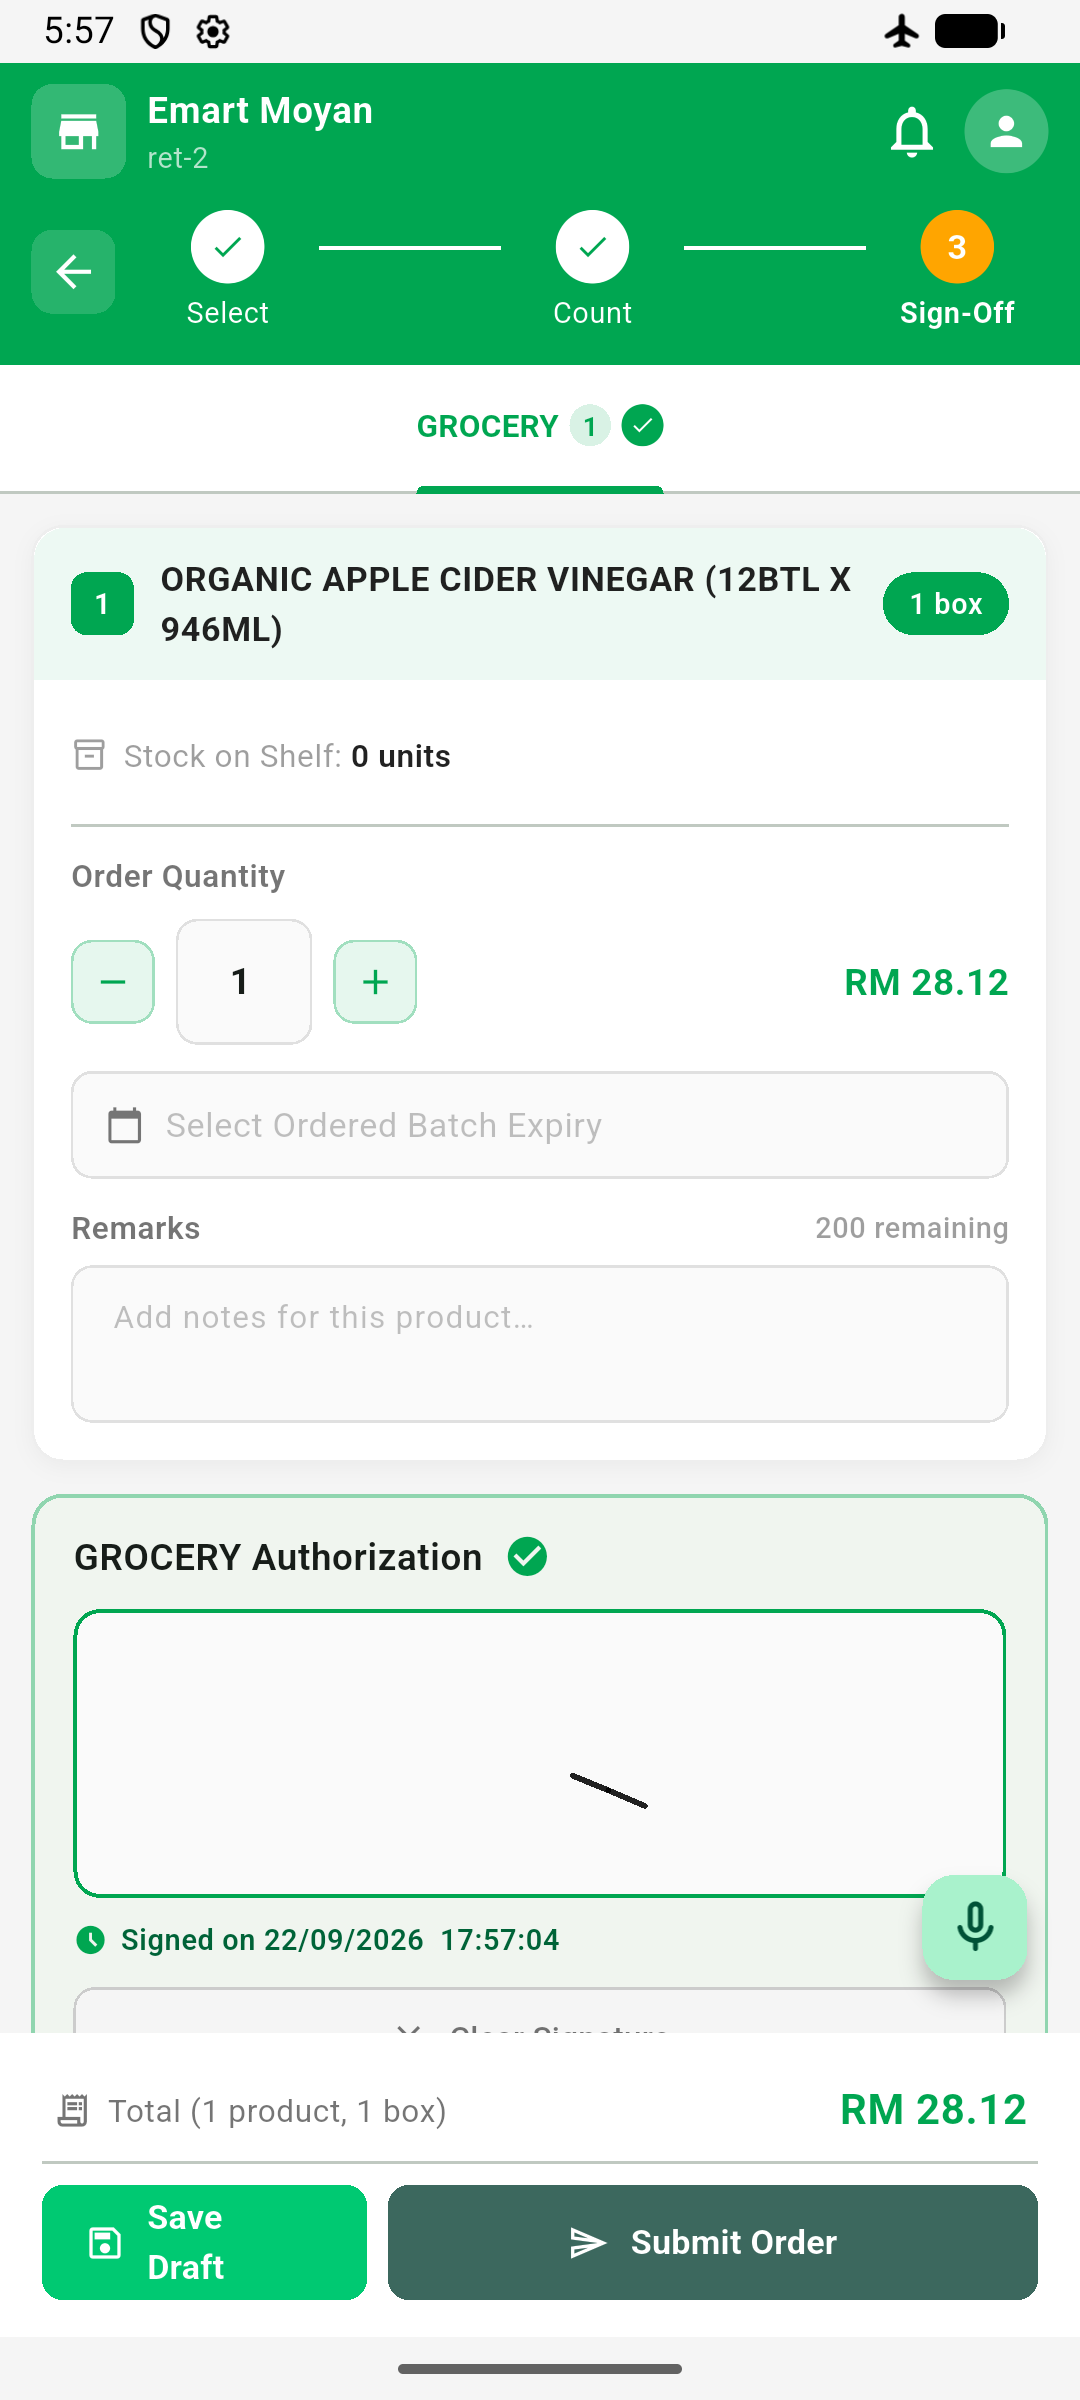 5:57
Emart Moyan
ret-2
3
Select
Count
Sign-Off
GROCERY 1
1
ORGANIC APPLE CIDER VINEGAR (12BTL X
946ML)
1 box
Stock on Shelf: 0 units
Order Quantity
1
RM 28.12
Select Ordered Batch Expiry
Remarks
200 remaining
Add notes for this product...
GROCERY Authorization
Signed on 22/09/2026 17:57:04
Clear Signature
Total (1 product, 1 box)
RM 28.12
Save
Draft
Submit Order